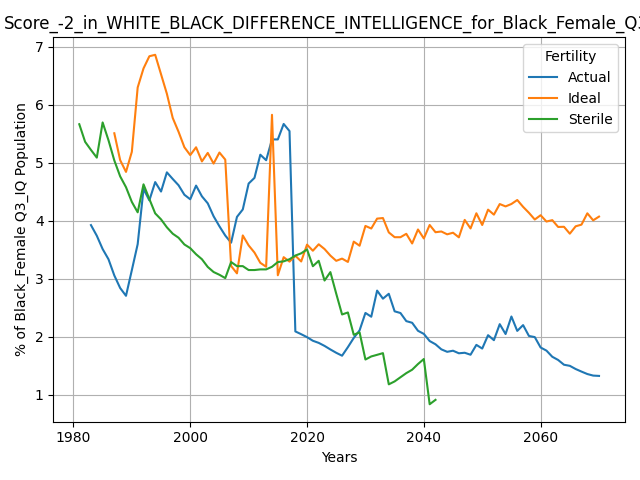 Score_-2_in_WHITE_BLACK_DIFFERENCE_INTELLIGENCE_for_Black_Female_Q3
Fertility
Actual
Ideal
Sterile
% of Black_Female Q3_IQ Population
7
6
5
4
3
2
1
1980 2000 2020 2040 2060
Years